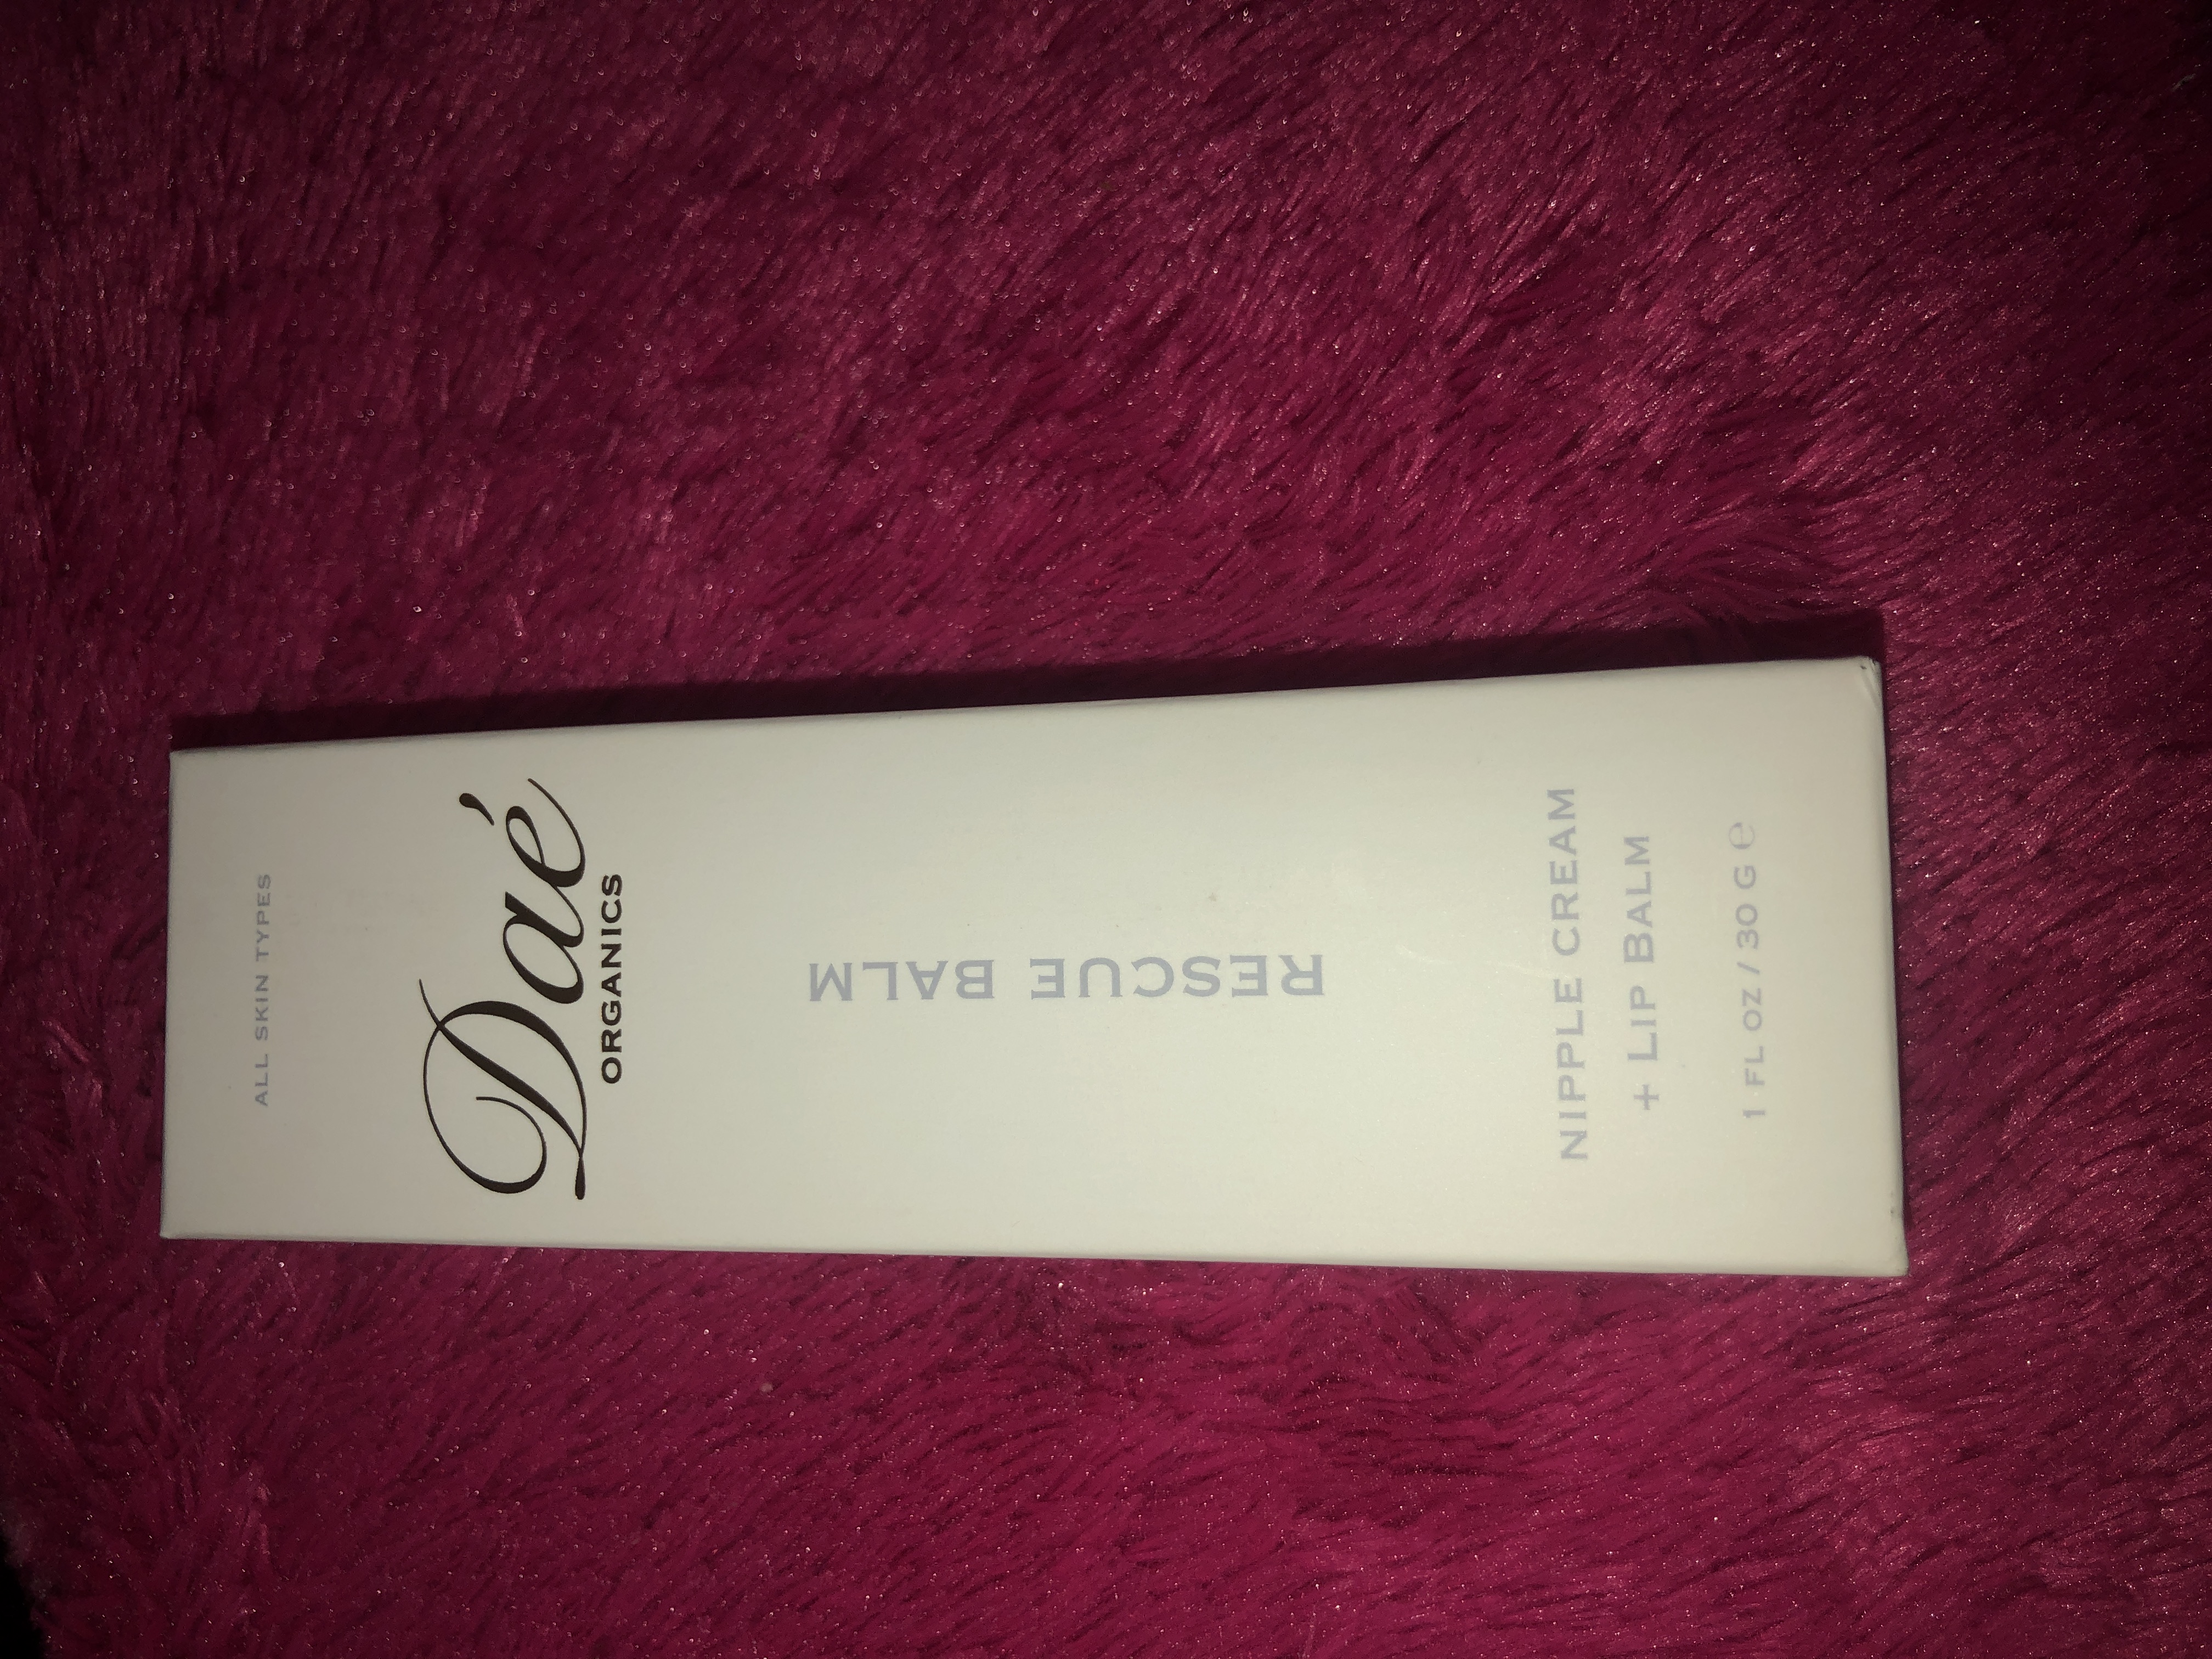 ALL SKIN TYPES
Daé
ORGANICS
RESCUE BALM
NIPPLE CREAM
+ LIP BALM
1 FL OZ / 30 G ℮